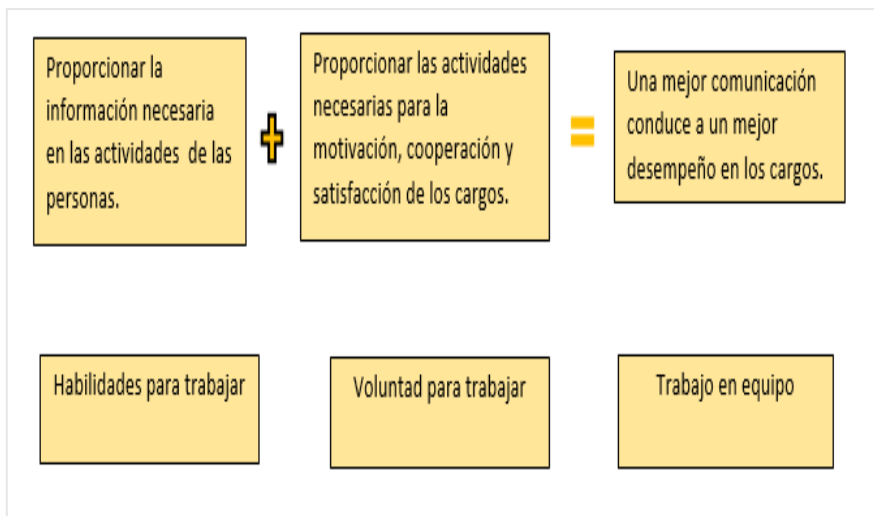 Proporcionar la
información necesaria
en las actividades de las
personas.
+
Proporcionar las actividades
necesarias para la
motivación, cooperación y
satisfacción de los cargos.
=
Una mejor comunicación
conduce a un mejor
desempeño en los cargos.
Habilidades para trabajar
Voluntad para trabajar
Trabajo en equipo